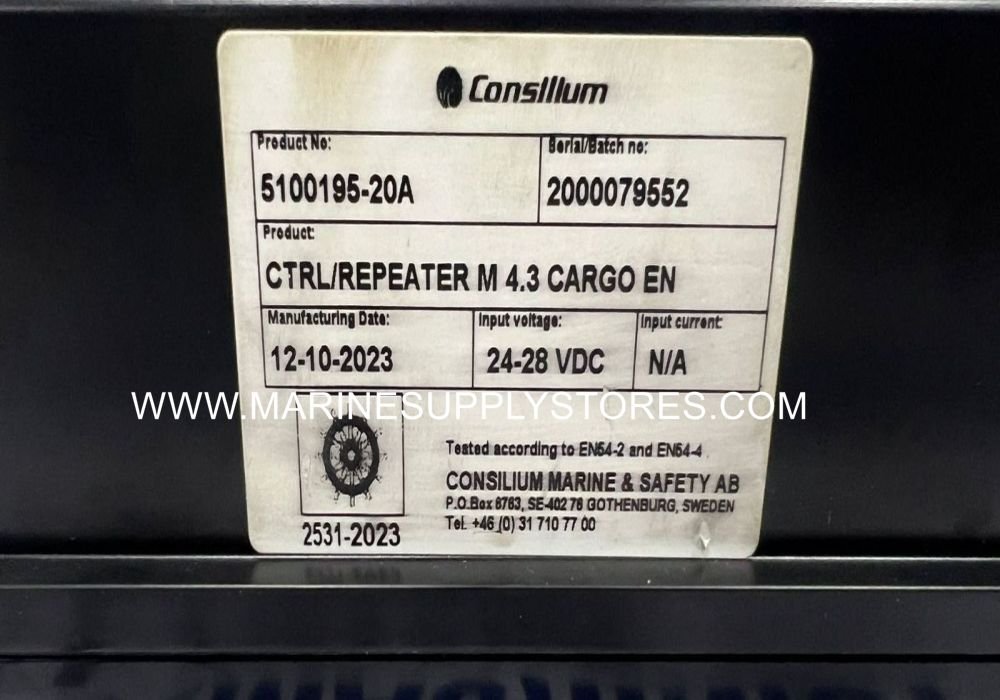 Consilium
Product No: Serial/Batch no:
5100195-20A 2000079552
Product:
CTRL/REPEATER M 4.3 CARGO EN
Manufacturing Date: Input voltage: Input current:
12-10-2023 24-28 VDC N/A
WWW.MARINESUPPLYSTORES.COM
Tested according to EN54-2 and EN54-4
CONSILIUM MARINE & SAFETY AB
P.O.Box 8763, SE-402 76 GOTHENBURG, SWEDEN
Tel. +46 (0) 31 710 77 00
2531-2023